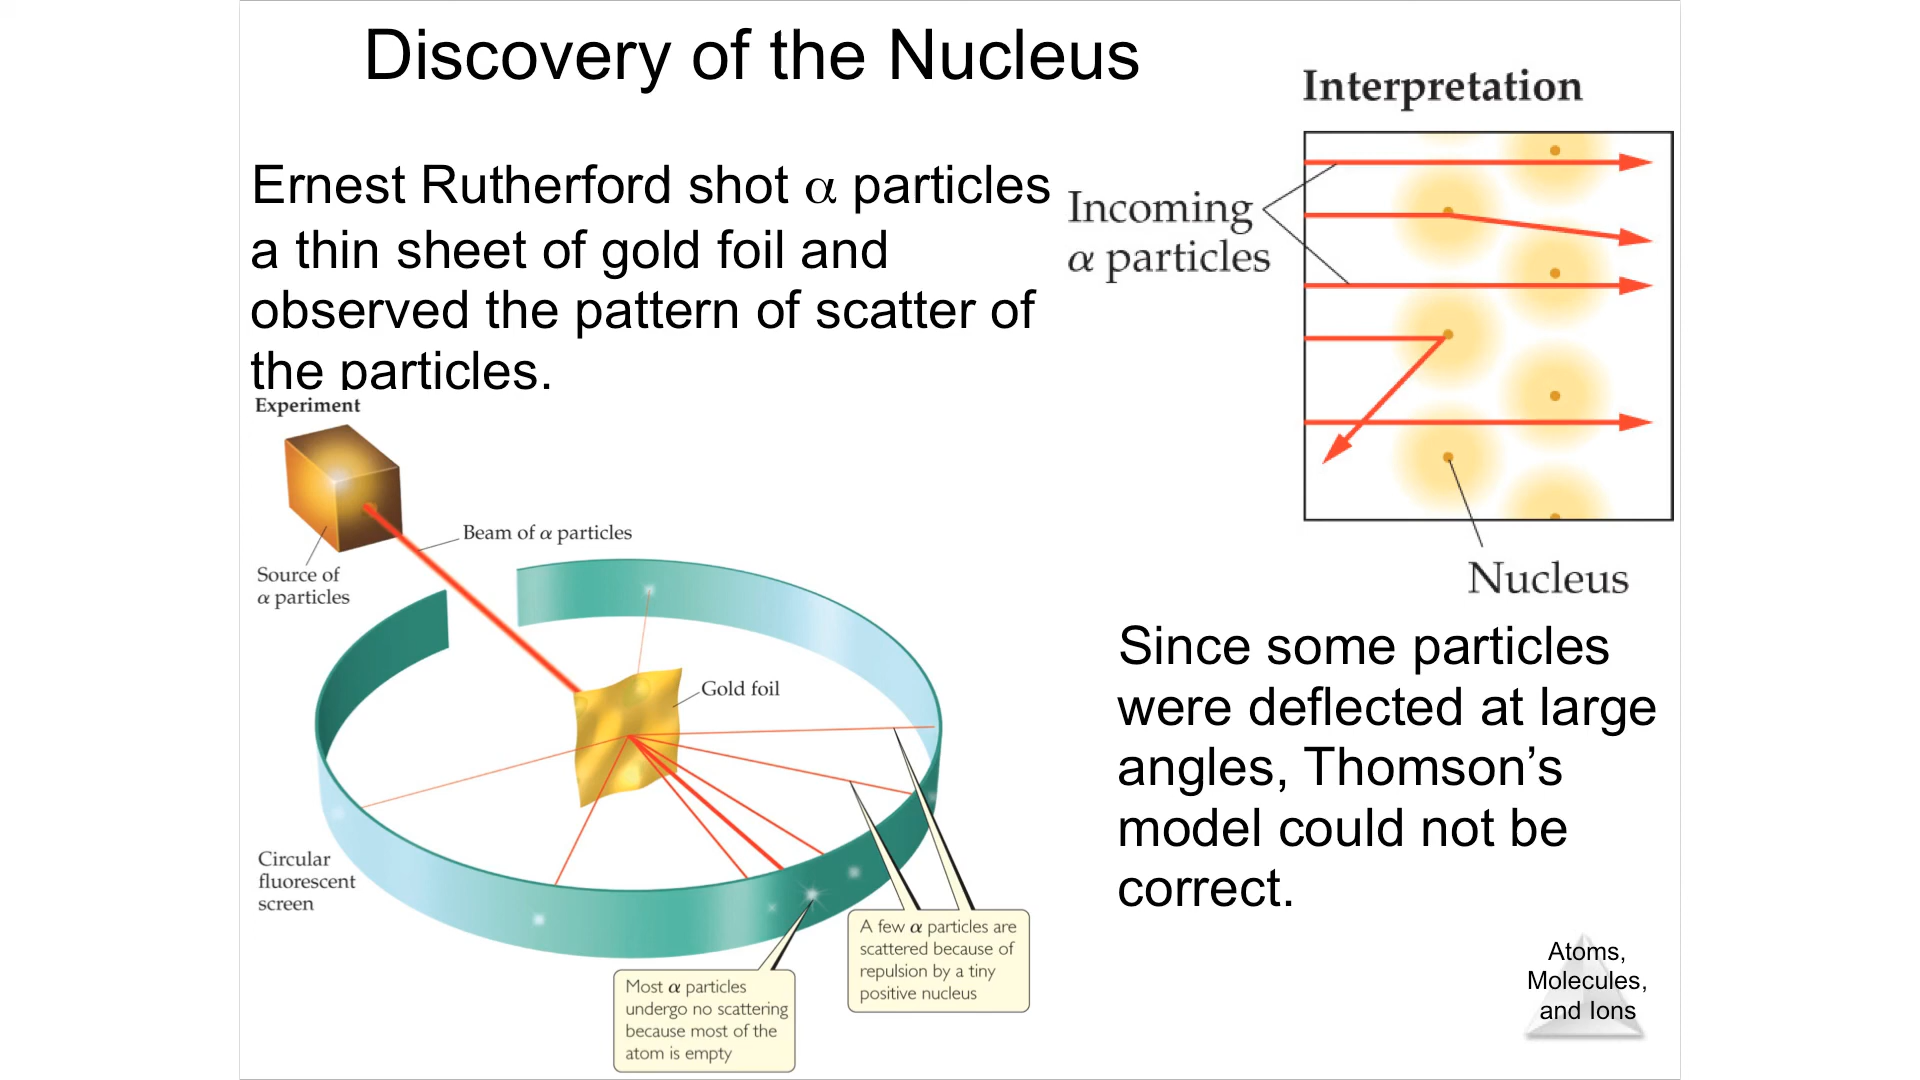 Discovery of the Nucleus
Ernest Rutherford shot α particles
a thin sheet of gold foil and
observed the pattern of scatter of
the particles.
Interpretation
Incoming
α particles
Nucleus
Experiment
Beam of α particles
Source of
α particles
Gold foil
Circular
fluorescent
screen
A few α particles are
scattered because of
repulsion by a tiny
positive nucleus
Most α particles
undergo no scattering
because most of the
atom is empty
Since some particles
were deflected at large
angles, Thomson’s
model could not be
correct.
Atoms,
Molecules,
and Ions